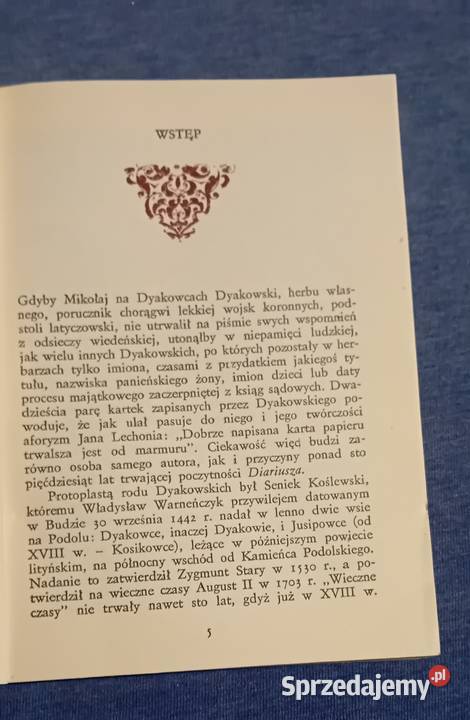 WSTĘP
Gdyby Mikołaj na Dyakowcach Dyakowski, herbu włas-
nego, porucznik chorągwi lekkiej wojsk koronnych, pod-
stoli latyczowski, nie utrwalił na piśmie swych wspomnień
z odsieczy wiedeńskiej, utonąłby w niepamięci ludzkiej,
jak wielu innych Dyakowskich, po których pozostały w her-
barzach tylko imiona, czasami z przydatkiem jakiegoś ty-
tułu, nazwiska panieńskiego żony, imion dzieci lub daty
procesu majątkowego zaczerpniętej z ksiąg sądowych. Dwa-
dzieścia parę kartek zapisanych przez Dyakowskiego po-
woduje, że jak ulał pasuje do niego i jego twórczości
aforyzm Jana Lechonia: „Dobrze napisana karta papieru
trwalsza jest od marmuru". Ciekawość więc budzi za-
równo osoba samego autora, jak i przyczyny ponad sto
pięćdziesiąt lat trwającej poczytności Diariusza.
Protoplastą rodu Dyakowskich był Seniek Koślewski,
któremu Władysław Warneńczyk przywilejem datowanym
w Budzie 30 września 1442 r. nadał w lenno dwie wsie
na Podolu: Dyakowce, inaczej Dyakowie, i Jusipowce (od
XVIII w. – Kosikowce), leżące w późniejszym powiecie
lityńskim, na północny wschód od Kamieńca Podolskiego.
Nadanie to zatwierdził Zygmunt Stary w 1530 r., a po-
twierdził na wieczne czasy August II w 1703 r. „Wieczne
czasy" nie trwały nawet sto lat, gdyż już w XVIII w.
5
Sprzedajemy.pl